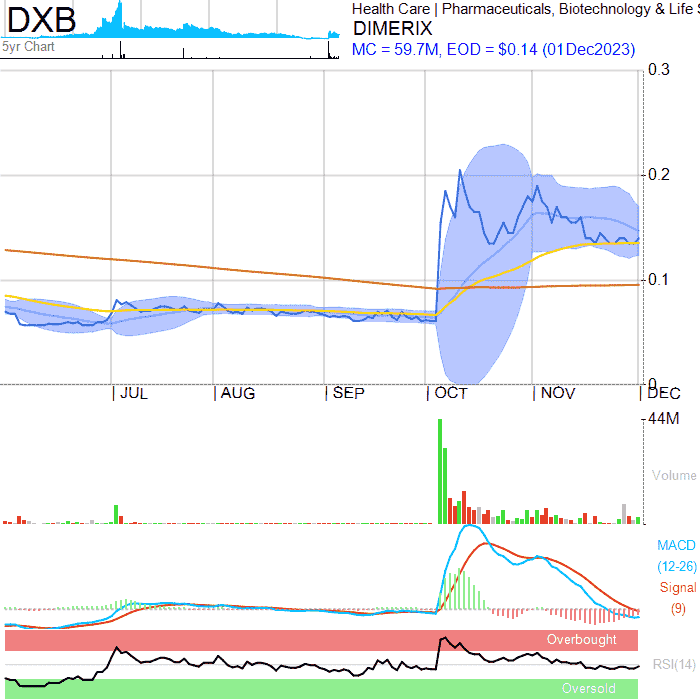 DXB
5yr Chart
Health Care | Pharmaceuticals, Biotechnology & Life S
DIMERIX
MC = 59.7M, EOD = $0.14 (01Dec2023)
0.3
0.2
0.1
0
JUL AUG SEP OCT NOV DEC
44M
Volume
MACD
(12-26)
Signal
(9)
Overbought
RSI(14)
Oversold